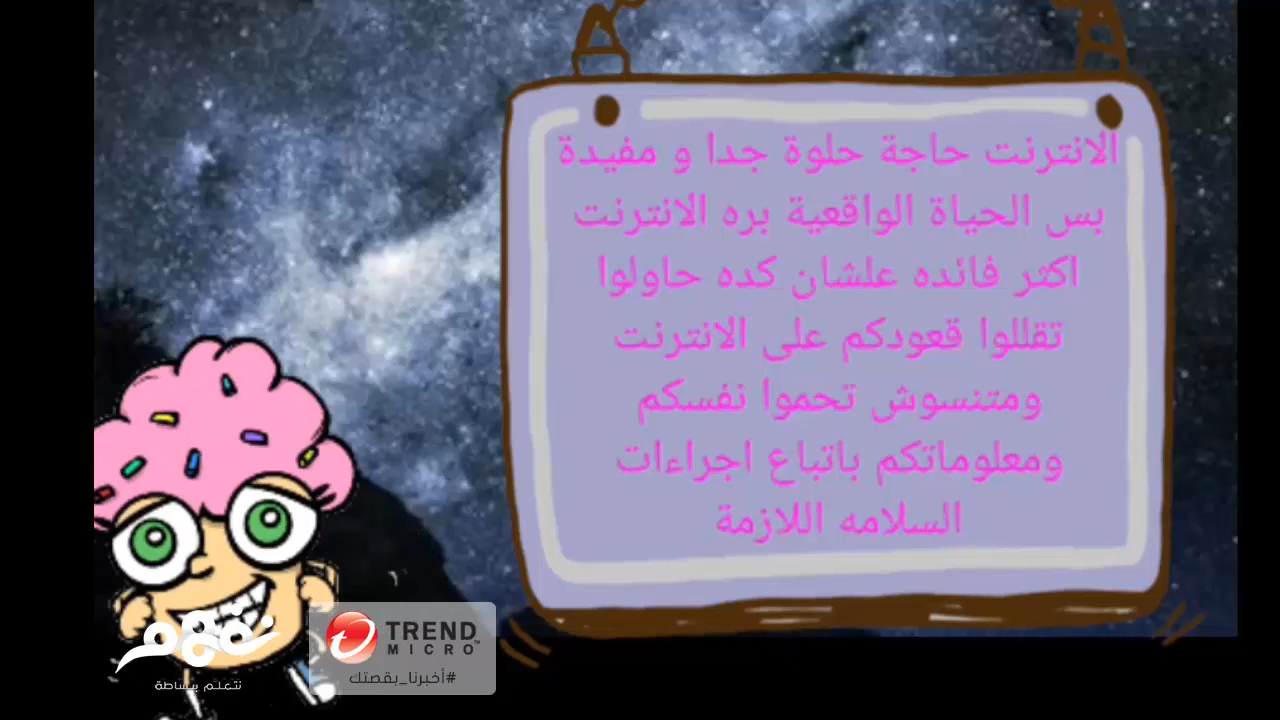 الانترنت حاجة حلوة جدا و مفيدة
بس الحياة الواقعية بره الانترنت
اكثر فائده علشان كده حاولوا
تقللوا قعودكم على الانترنت
ومتنسوش تحموا نفسكم
ومعلوماتكم باتباع اجراءات
السلامه اللازمة
نفهم
نتعلم ببساطة
TREND
MICRO™
#أخبرنا_بقصتك